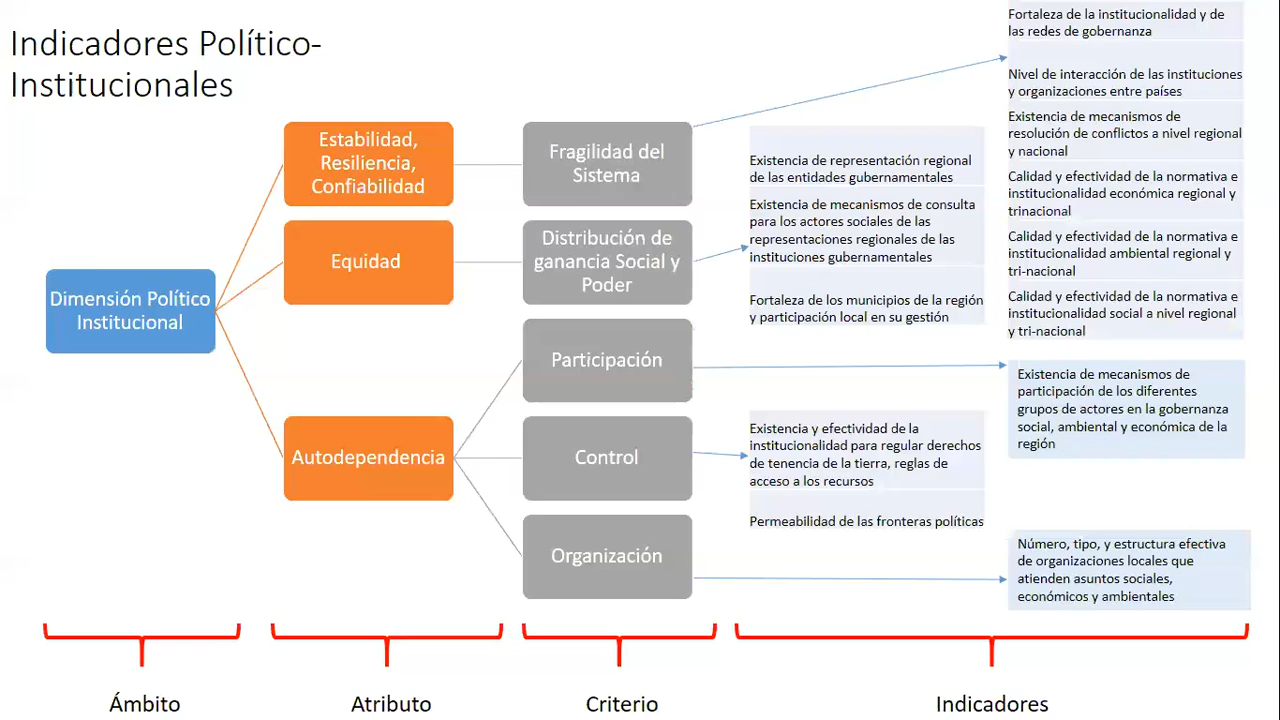 Indicadores Político-
Institucionales
Dimensión Político
Institucional
Estabilidad,
Resiliencia,
Confiabilidad
Equidad
Autodependencia
Fragilidad del
Sistema
Distribución de
ganancia Social y
Poder
Participación
Control
Organización
Existencia de representación regional
de las entidades gubernamentales
Existencia de mecanismos de consulta
para los actores sociales de las
representaciones regionales de las
instituciones gubernamentales
Fortaleza de los municipios de la región
y participación local en su gestión
Existencia y efectividad de la
institucionalidad para regular derechos
de tenencia de la tierra, reglas de
acceso a los recursos
Permeabilidad de las fronteras políticas
Fortaleza de la institucionalidad y de
las redes de gobernanza
Nivel de interacción de las instituciones
y organizaciones entre países
Existencia de mecanismos de
resolución de conflictos a nivel regional
y nacional
Calidad y efectividad de la normativa e
institucionalidad económica regional y
trinacional
Calidad y efectividad de la normativa e
institucionalidad ambiental regional y
tri-nacional
Calidad y efectividad de la normativa e
institucionalidad social a nivel regional
y tri-nacional
Existencia de mecanismos de
participación de los diferentes
grupos de actores en la gobernanza
social, ambiental y económica de la
región
Número, tipo, y estructura efectiva
de organizaciones locales que
atienden asuntos sociales,
económicos y ambientales
Ámbito
Atributo
Criterio
Indicadores